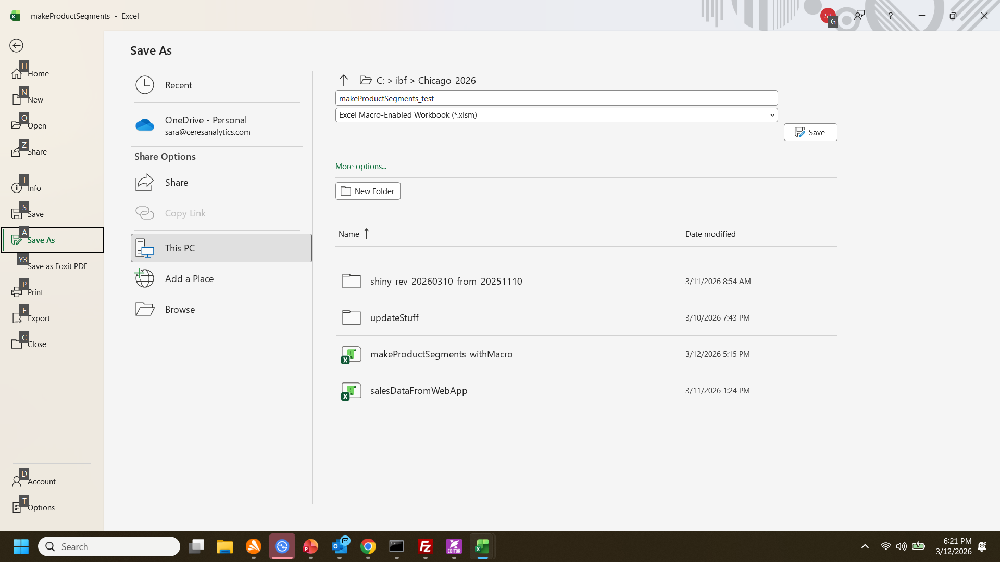 makeProductSegments - Excel
SB
G
?
H
Home
N
New
O
Open
Z
Share
I
Info
S
Save
A
Save As
Y3
Save as Foxit PDF
P
Print
E
Export
C
Close
D
Account
T
Options
Save As
Recent
OneDrive - Personal
sara@ceresanalytics.com
Share Options
Share
Copy Link
This PC
Add a Place
Browse
C: > ibf > Chicago_2026
makeProductSegments_test
Excel Macro-Enabled Workbook (*.xlsm)
Save
More options...
New Folder
Name Date modified
shiny_rev_20260310_from_20251110 3/11/2026 8:54 AM
updateStuff 3/10/2026 7:43 PM
makeProductSegments_withMacro 3/12/2026 5:15 PM
salesDataFromWebApp 3/11/2026 1:24 PM
Search
EDITOR
6:21 PM
3/12/2026